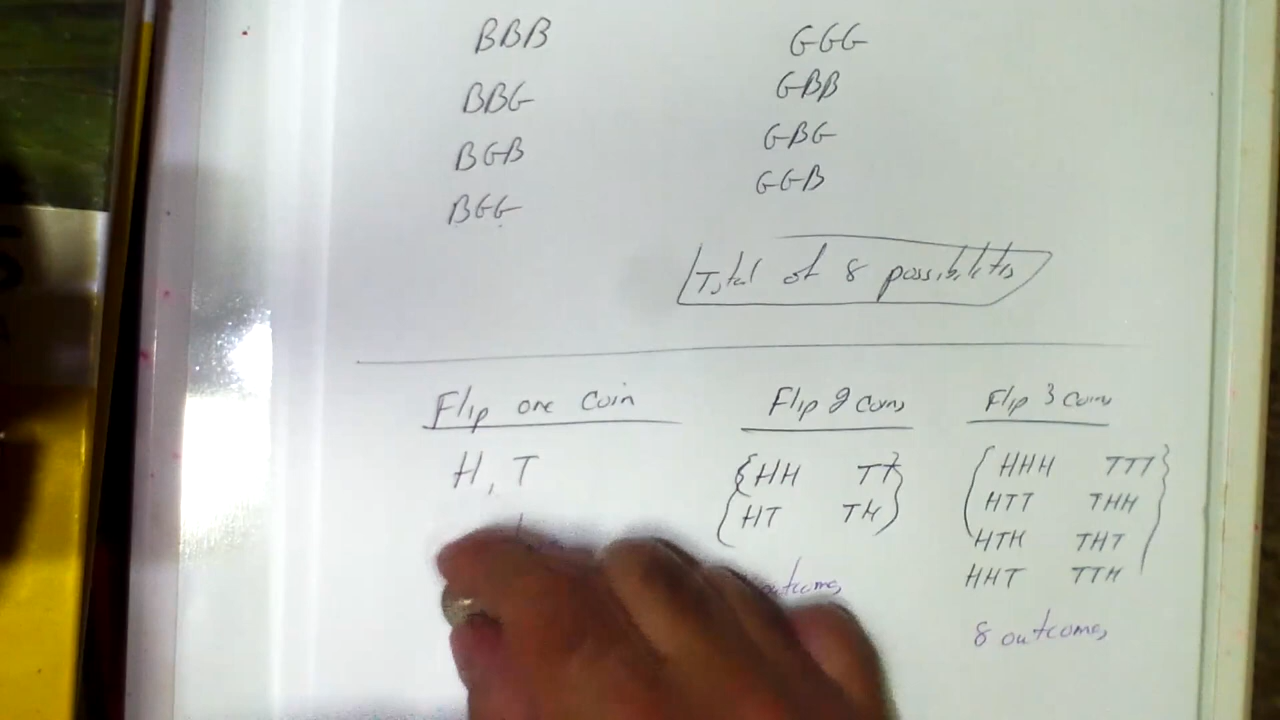 BBB GGG
BBG GBB
BGB GBG
BGG GGB
Total of 8 possibilities
Flip one coin
H, T
Flip 2 coins
{HH TT}
{HT TH}
outcomes
Flip 3 coins
{HHH TTT}
HTT THH
HTH THT
HHT TTH
8 outcomes